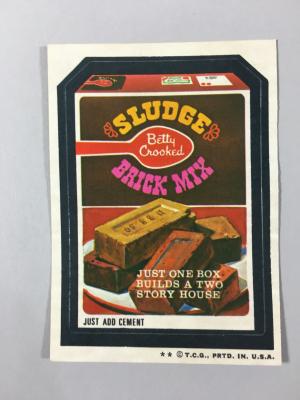 SLUDGE
Betty
Crooked
BRICK MIX
JUST ONE BOX
BUILDS A TWO
STORY HOUSE
JUST ADD CEMENT
** © T.C.G., PRTD. IN U.S.A.